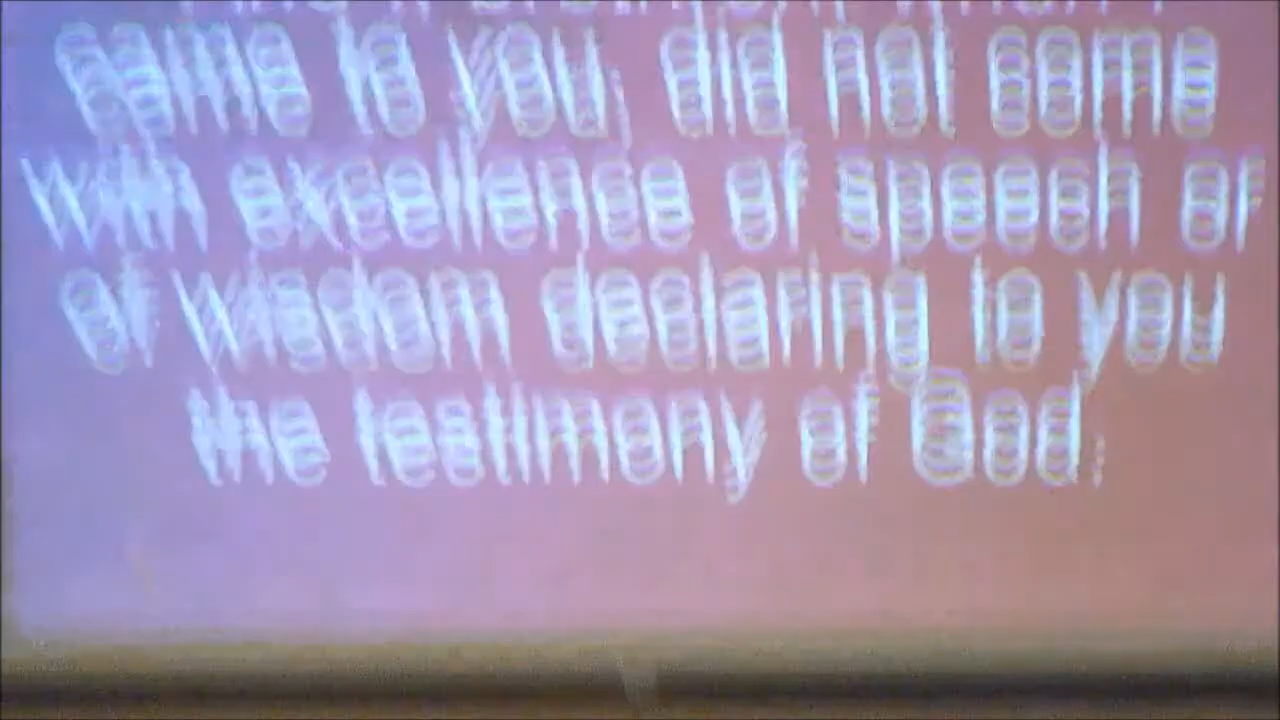 came to you, did not come
with excellence of speech or
of wisdom declaring to you
the testimony of God.